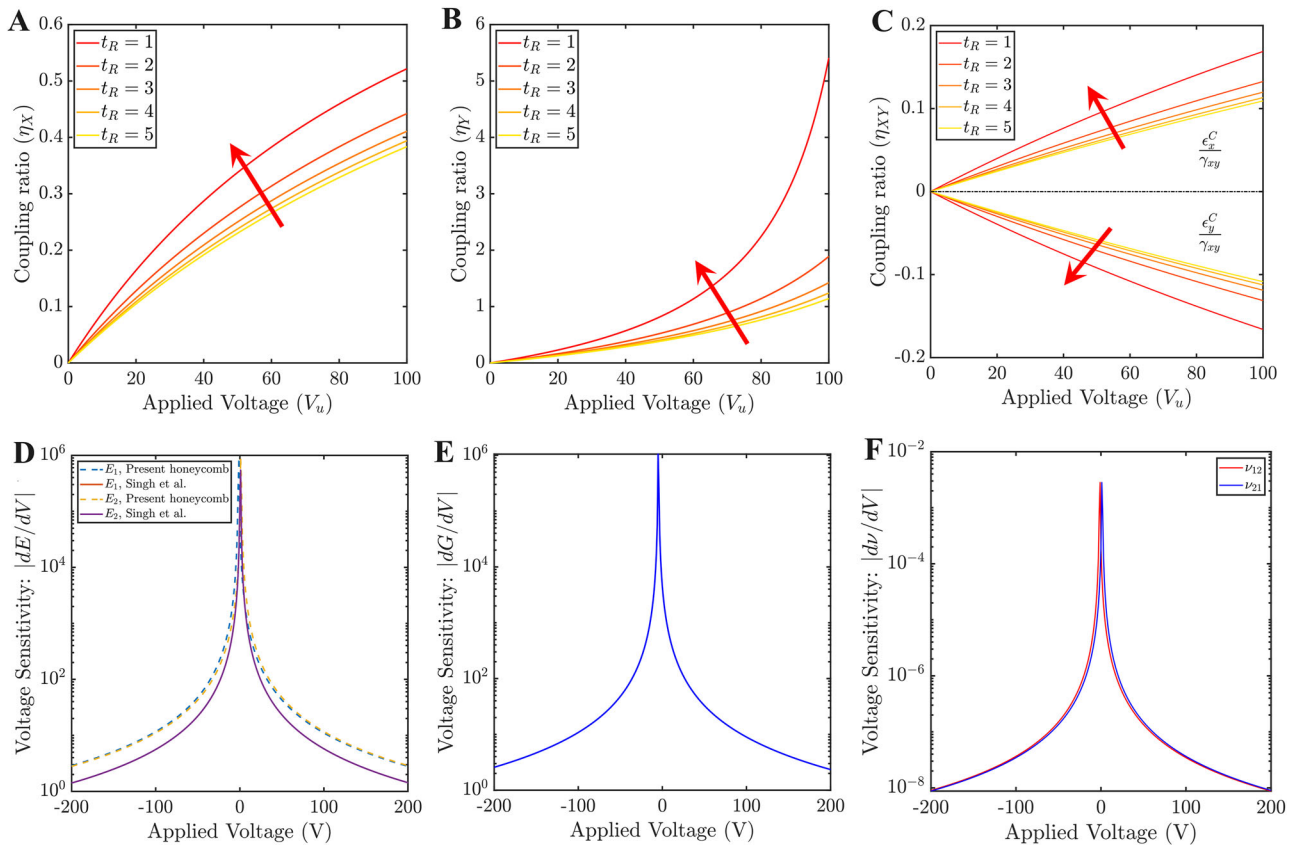 A
Coupling ratio (η_X)
0.6
0.5
0.4
0.3
0.2
0.1
0
t_R = 1
t_R = 2
t_R = 3
t_R = 4
t_R = 5
0 20 40 60 80 100
Applied Voltage (V_u)
B
Coupling ratio (η_Y)
6
5
4
3
2
1
0
t_R = 1
t_R = 2
t_R = 3
t_R = 4
t_R = 5
0 20 40 60 80 100
Applied Voltage (V_u)
C
Coupling ratio (η_XY)
0.2
0.1
0
-0.1
-0.2
t_R = 1
t_R = 2
t_R = 3
t_R = 4
t_R = 5
ϵ_x^C
γ_xy
ϵ_y^C
γ_xy
0 20 40 60 80 100
Applied Voltage (V_u)
D
Voltage Sensitivity: |dE/dV|
10^6
10^4
10^2
10^0
E_1, Present honeycomb
E_1, Singh et al.
E_2, Present honeycomb
E_2, Singh et al.
-200 -100 0 100 200
Applied Voltage (V)
E
Voltage Sensitivity: |dG/dV|
10^6
10^4
10^2
10^0
-200 -100 0 100 200
Applied Voltage (V)
F
Voltage Sensitivity: |dν/dV|
10^-2
10^-4
10^-6
10^-8
ν_12
ν_21
-200 -100 0 100 200
Applied Voltage (V)